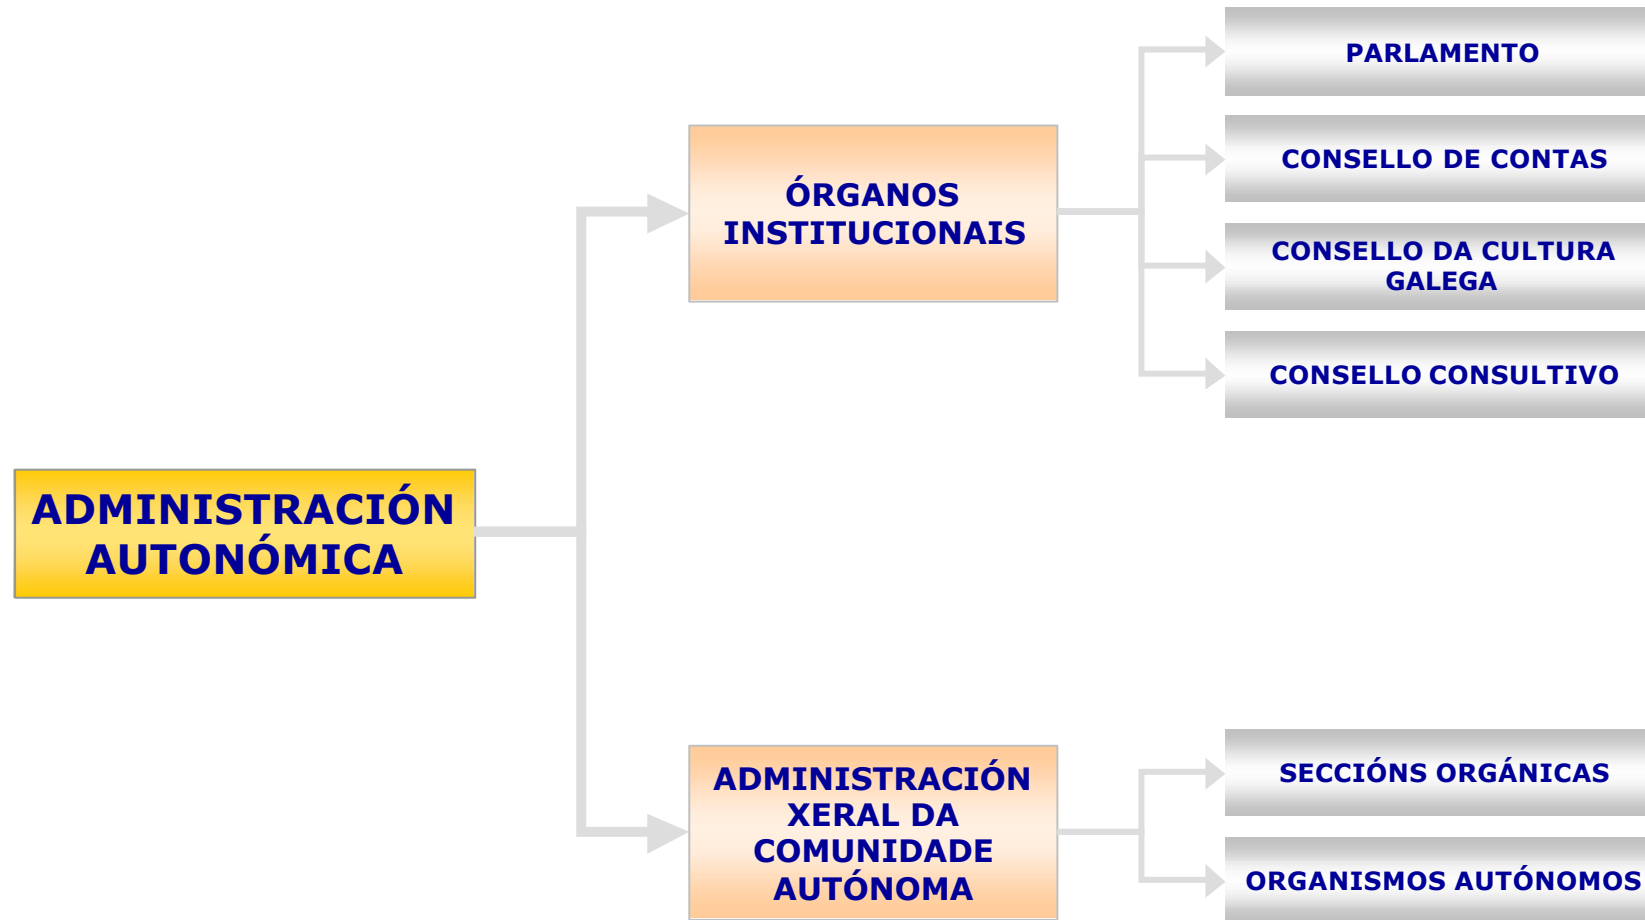 PARLAMENTO
CONSELLO DE CONTAS
ÓRGANOS
INSTITUCIONAIS
CONSELLO DA CULTURA
GALEGA
CONSELLO CONSULTIVO
ADMINISTRACIÓN
AUTONÓMICA
ADMINISTRACIÓN
XERAL DA
COMUNIDADE
AUTÓNOMA
SECCIÓNS ORGÁNICAS
ORGANISMOS AUTÓNOMOS